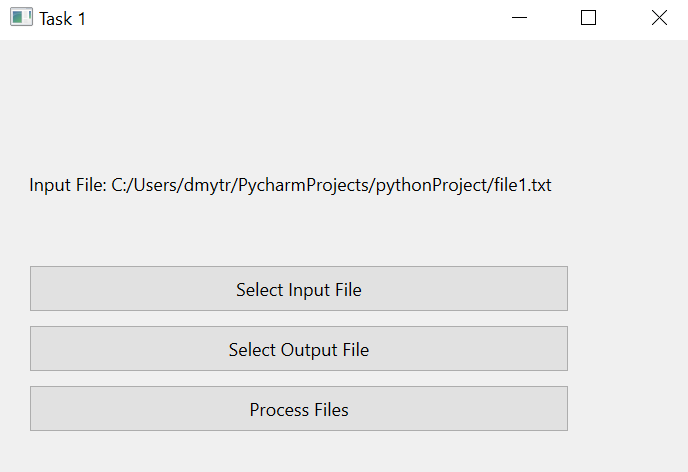 Task 1
Input File: C:/Users/dmytr/PycharmProjects/pythonProject/file1.txt
Select Input File
Select Output File
Process Files